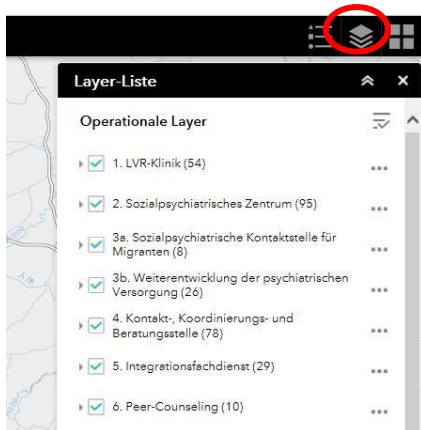 Layer-Liste
Operationale Layer
1. LVR-Klinik (54)
2. Sozialpsychiatrisches Zentrum (95)
3a. Sozialpsychiatrische Kontaktstelle für
Migranten (8)
3b. Weiterentwicklung der psychiatrischen
Versorgung (26)
4. Kontakt-, Koordinierungs- und
Beratungsstelle (78)
5. Integrationsfachdienst (29)
6. Peer-Counseling (10)